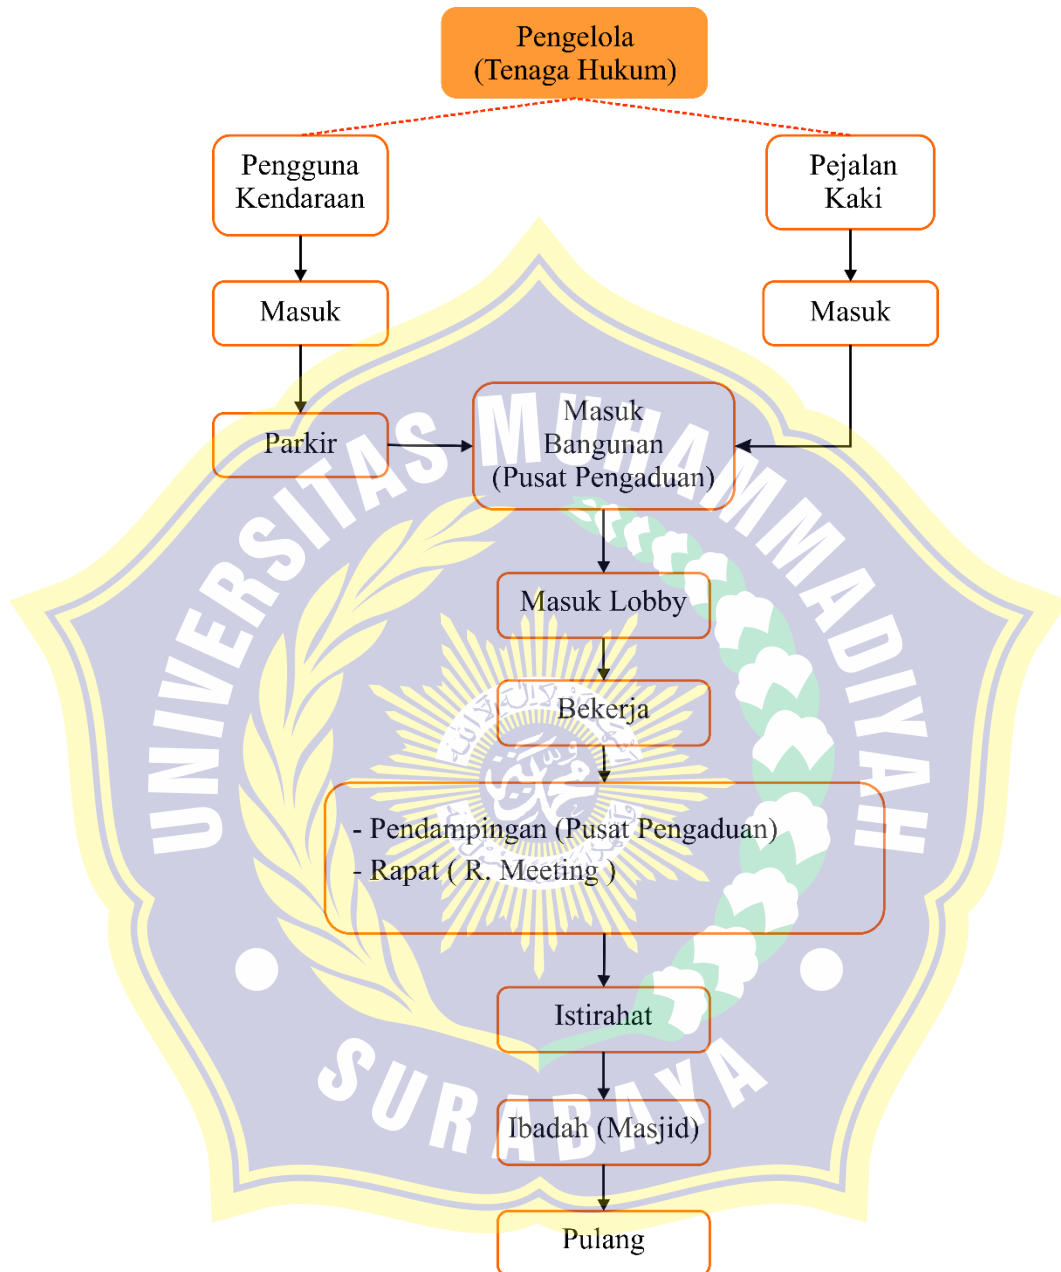 Pengelola
(Tenaga Hukum)
Pengguna
Kendaraan
Pejalan
Kaki
Masuk
Masuk
Parkir
Masuk
Bangunan
(Pusat Pengaduan)
Masuk Lobby
Bekerja
- Pendampingan (Pusat Pengaduan)
- Rapat ( R. Meeting )
Istirahat
Ibadah (Masjid)
Pulang
UNIVERSITAS MUHAMMADIYAH
SURABAYA